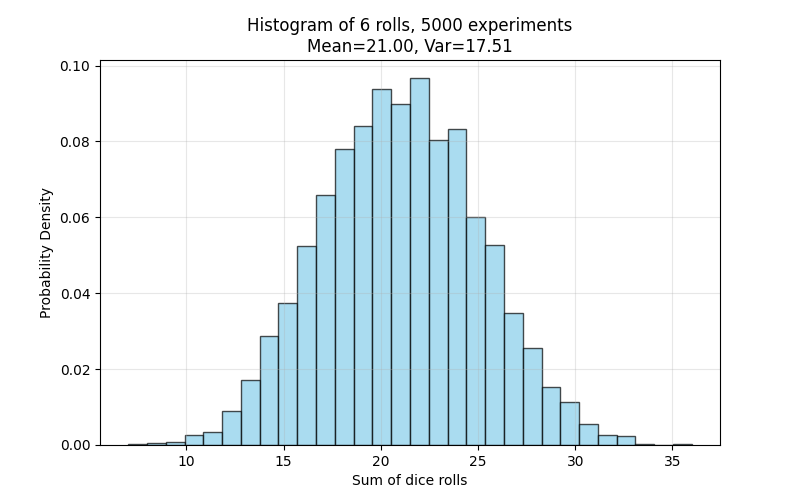 Histogram of 6 rolls, 5000 experiments
Mean=21.00, Var=17.51
0.10
0.08
0.06
0.04
0.02
0.00
Probability Density
10 15 20 25 30 35
Sum of dice rolls